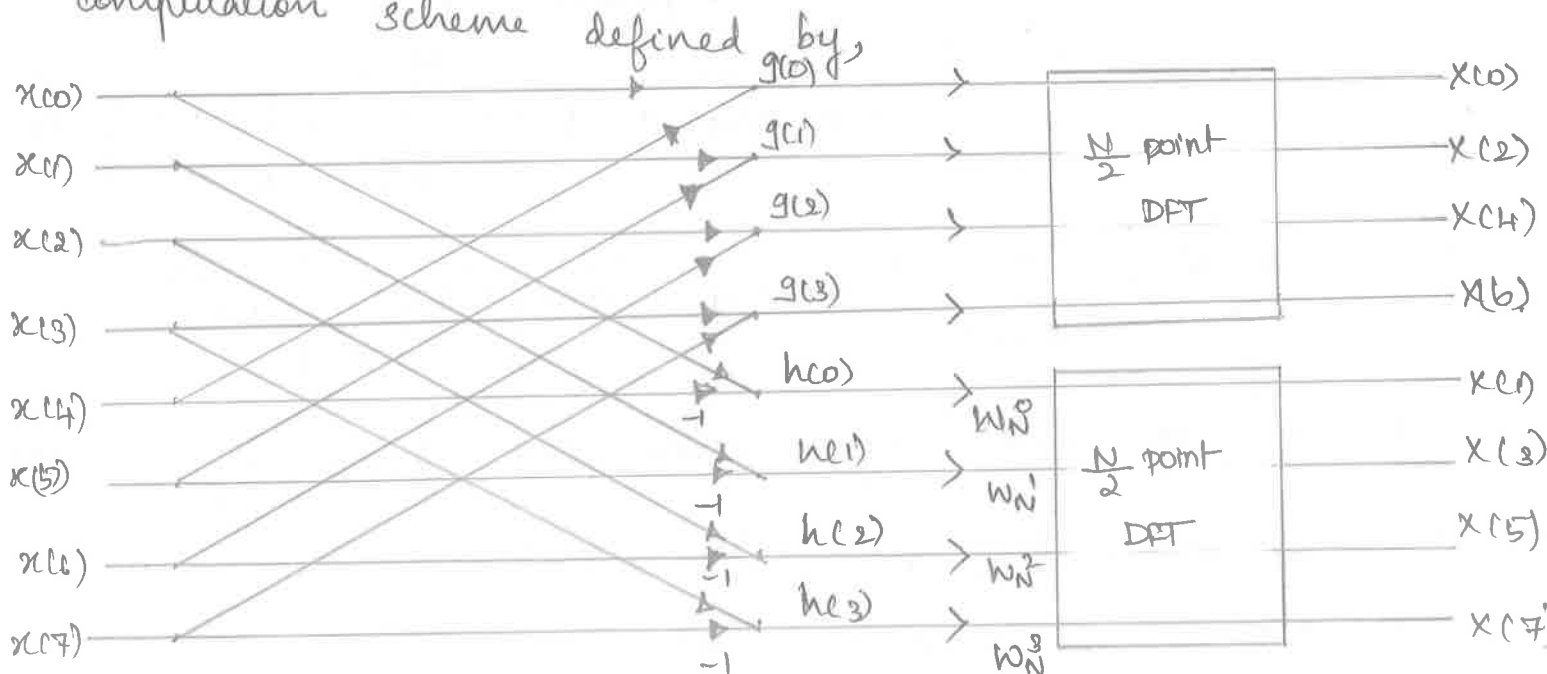 computation scheme defined by,
x(0) g(0) X(0)
x(1) g(1) N/2 point X(2)
x(2) g(2) DFT X(4)
x(3) g(3) X(6)
x(4) -1 h(0) W_N^0 X(1)
x(5) -1 h(1) W_N^1 N/2 point X(3)
x(6) -1 h(2) W_N^2 DFT X(5)
x(7) -1 h(3) W_N^3 X(7)